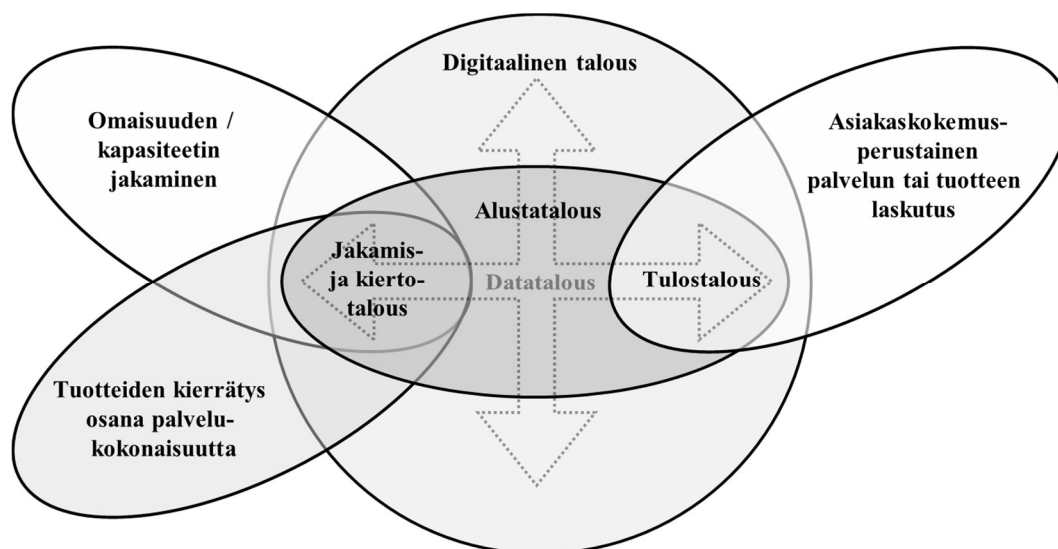 Digitaalinen talous
Omaisuuden /
kapasiteetin
jakaminen
Asiakaskokemus-
perustainen
palvelun tai tuotteen
laskutus
Alustatalous
Jakamis-
ja kierto-
talous
Datatalous
Tulostalous
Tuotteiden kierrätys
osana palvelu-
kokonaisuutta